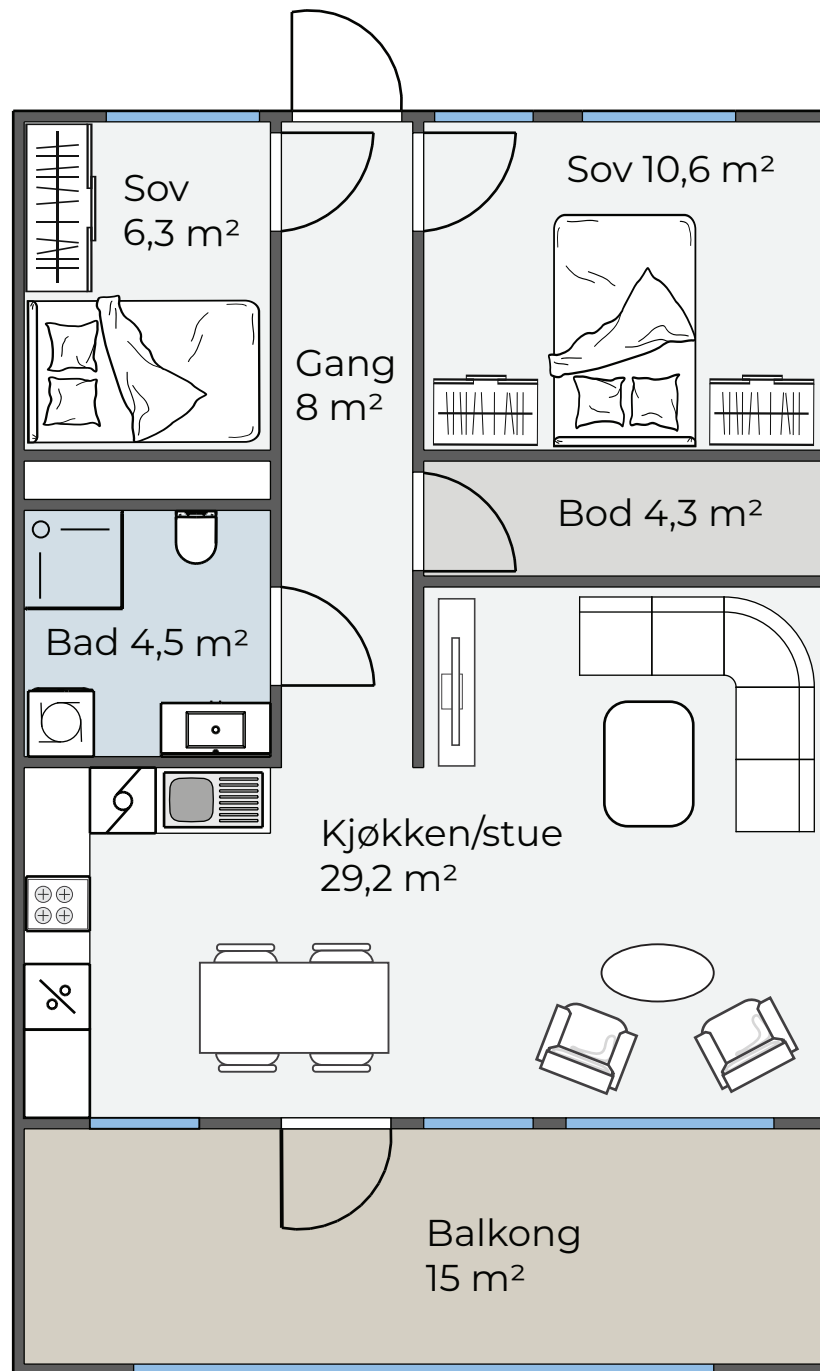 Sov
6,3 m²
Sov 10,6 m²
Gang
8 m²
Bod 4,3 m²
Bad 4,5 m²
Kjøkken/stue
29,2 m²
Balkong
15 m²